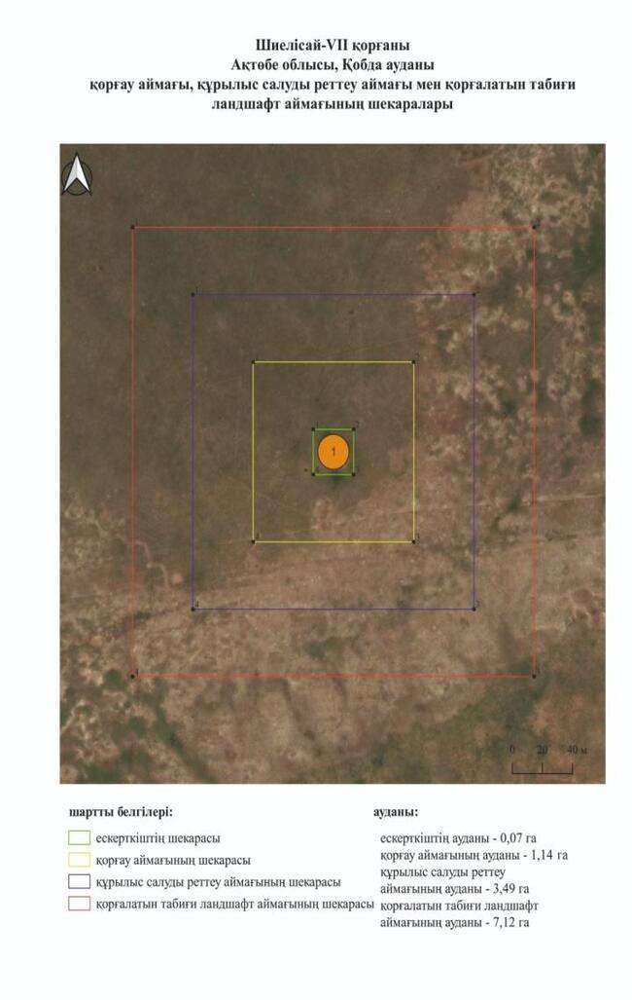 Шиелісай-VII қорғаны
Ақтөбе облысы, Қобда ауданы
қорғау аймағы, құрылыс салуды реттеу аймағы мен қорғалатын табиғи
ландшафт аймағының шекаралары
1
0 20 40 м
шартты белгілері:
ескерткіштің шекарасы
қорғау аймағының шекарасы
құрылыс салуды реттеу аймағының шекарасы
қорғалатын табиғи ландшафт аймағының шекарасы
ауданы:
ескерткіштің ауданы - 0,07 га
қорғау аймағының ауданы - 1,14 га
құрылыс салуды реттеу
аймағының ауданы - 3,49 га
қорғалатын табиғи ландшафт
аймағының ауданы - 7,12 га